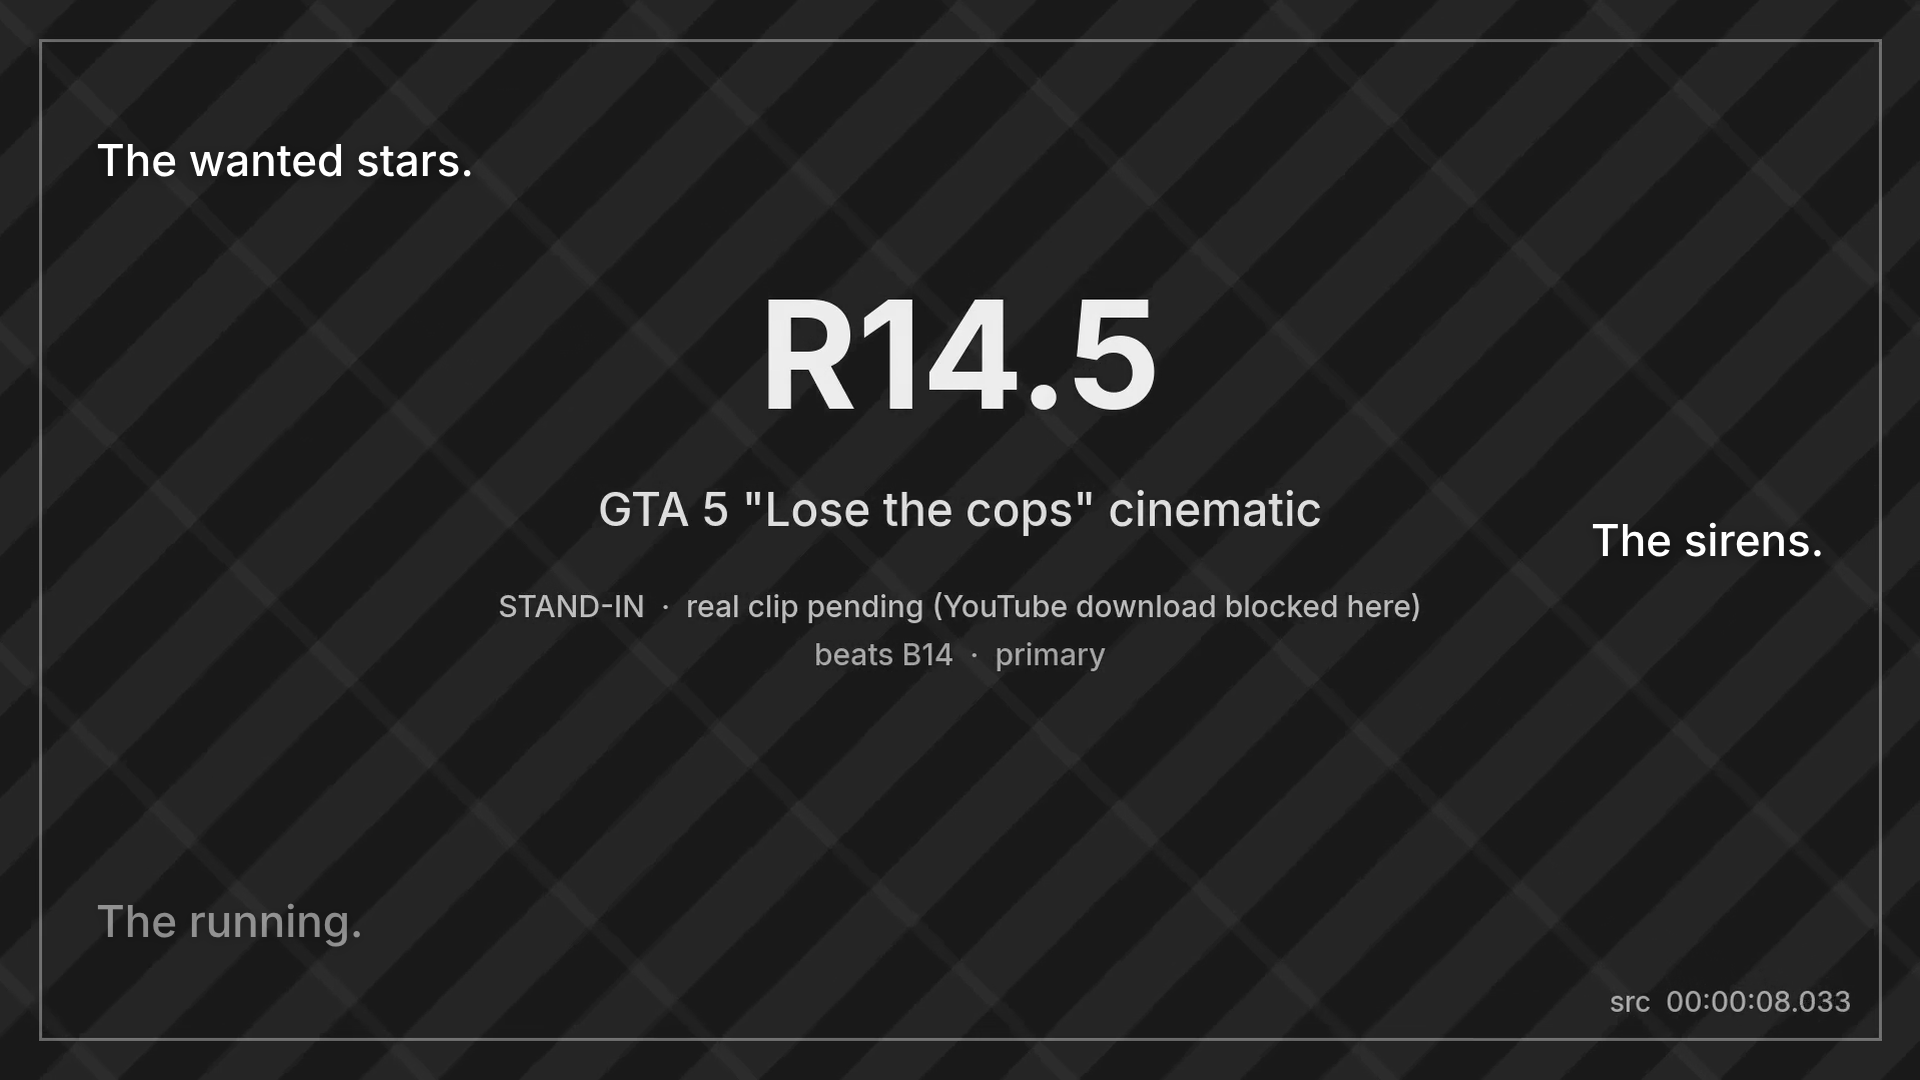 The wanted stars.
R14.5
GTA 5 "Lose the cops" cinematic
The sirens.
STAND-IN · real clip pending (YouTube download blocked here)
beats B14 · primary
The running.
src 00:00:08.033